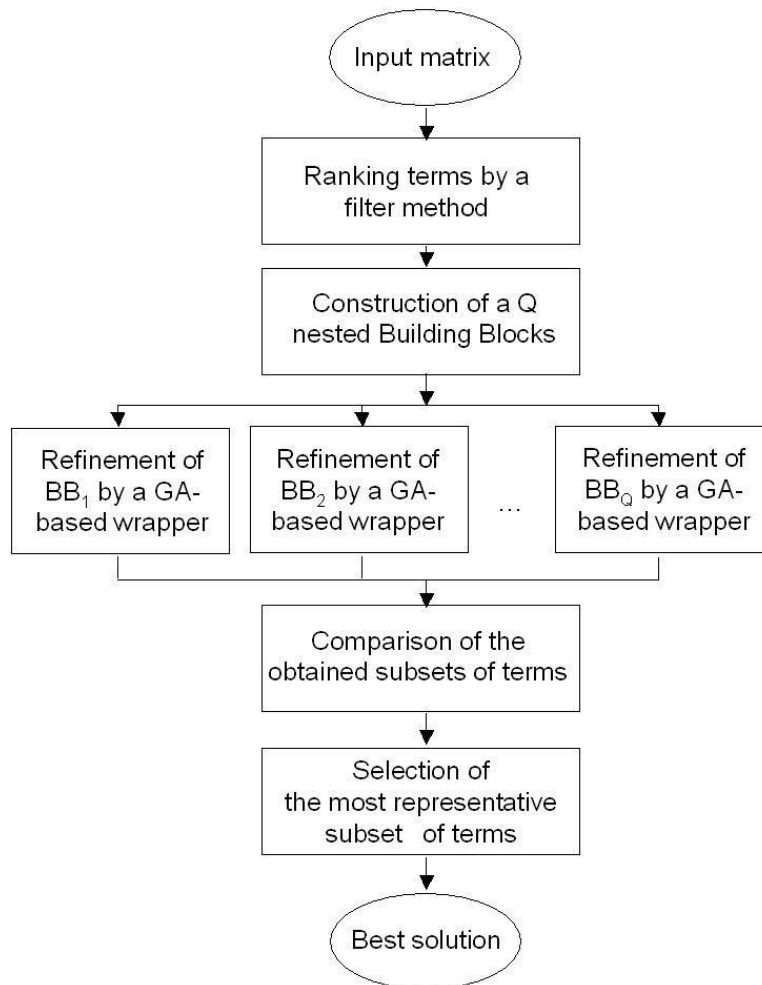 Input matrix
Ranking terms by a
filter method
Construction of a Q
nested Building Blocks
Refinement of
BB₁ by a GA-
based wrapper
Refinement of
BB₂ by a GA-
based wrapper
...
Refinement of
BB_Q by a GA-
based wrapper
Comparison of the
obtained subsets of terms
Selection of
the most representative
subset of terms
Best solution